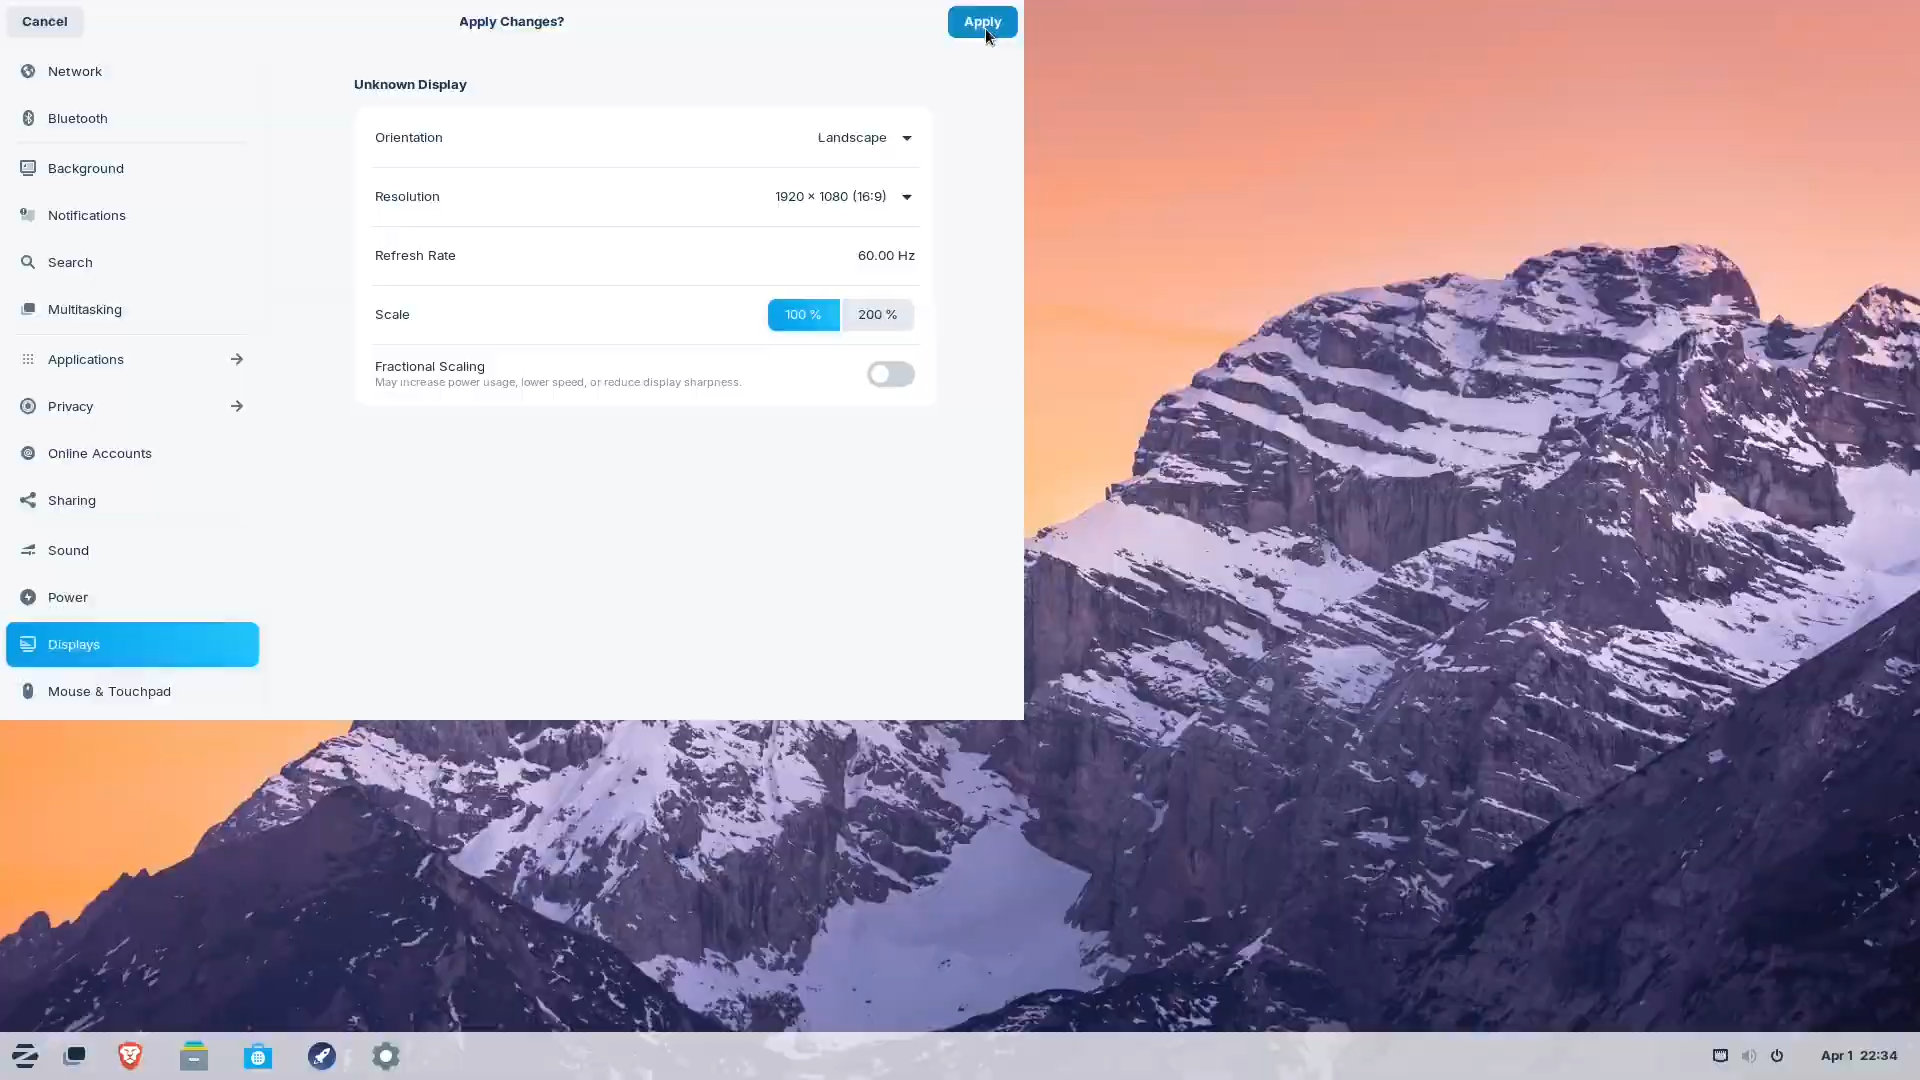 Cancel
Apply Changes?
Apply
Network
Bluetooth
Background
Notifications
Search
Multitasking
Applications
Privacy
Online Accounts
Sharing
Sound
Power
Displays
Mouse & Touchpad
Unknown Display
Orientation
Landscape
Resolution
1920 × 1080 (16:9)
Refresh Rate
60.00 Hz
Scale
100 %
200 %
Fractional Scaling
May increase power usage, lower speed, or reduce display sharpness.
Apr 1 22:34